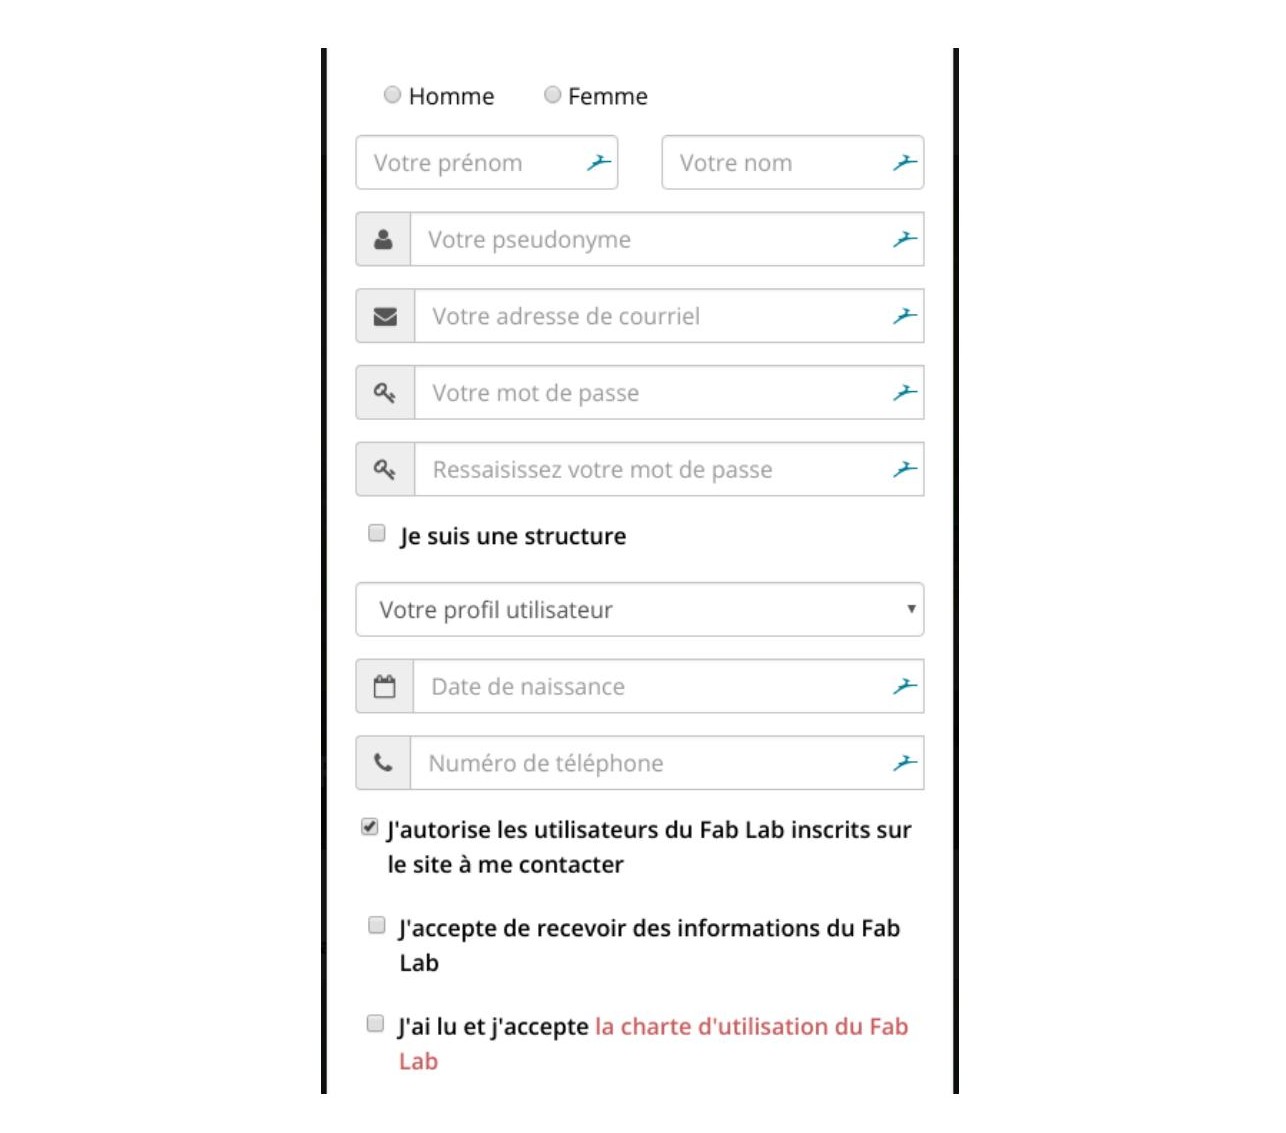 Homme Femme
Votre prénom Votre nom
Votre pseudonyme
Votre adresse de courriel
Votre mot de passe
Ressaisissez votre mot de passe
Je suis une structure
Votre profil utilisateur
Date de naissance
Numéro de téléphone
J'autorise les utilisateurs du Fab Lab inscrits sur
le site à me contacter
J'accepte de recevoir des informations du Fab
Lab
J'ai lu et j'accepte la charte d'utilisation du Fab
Lab